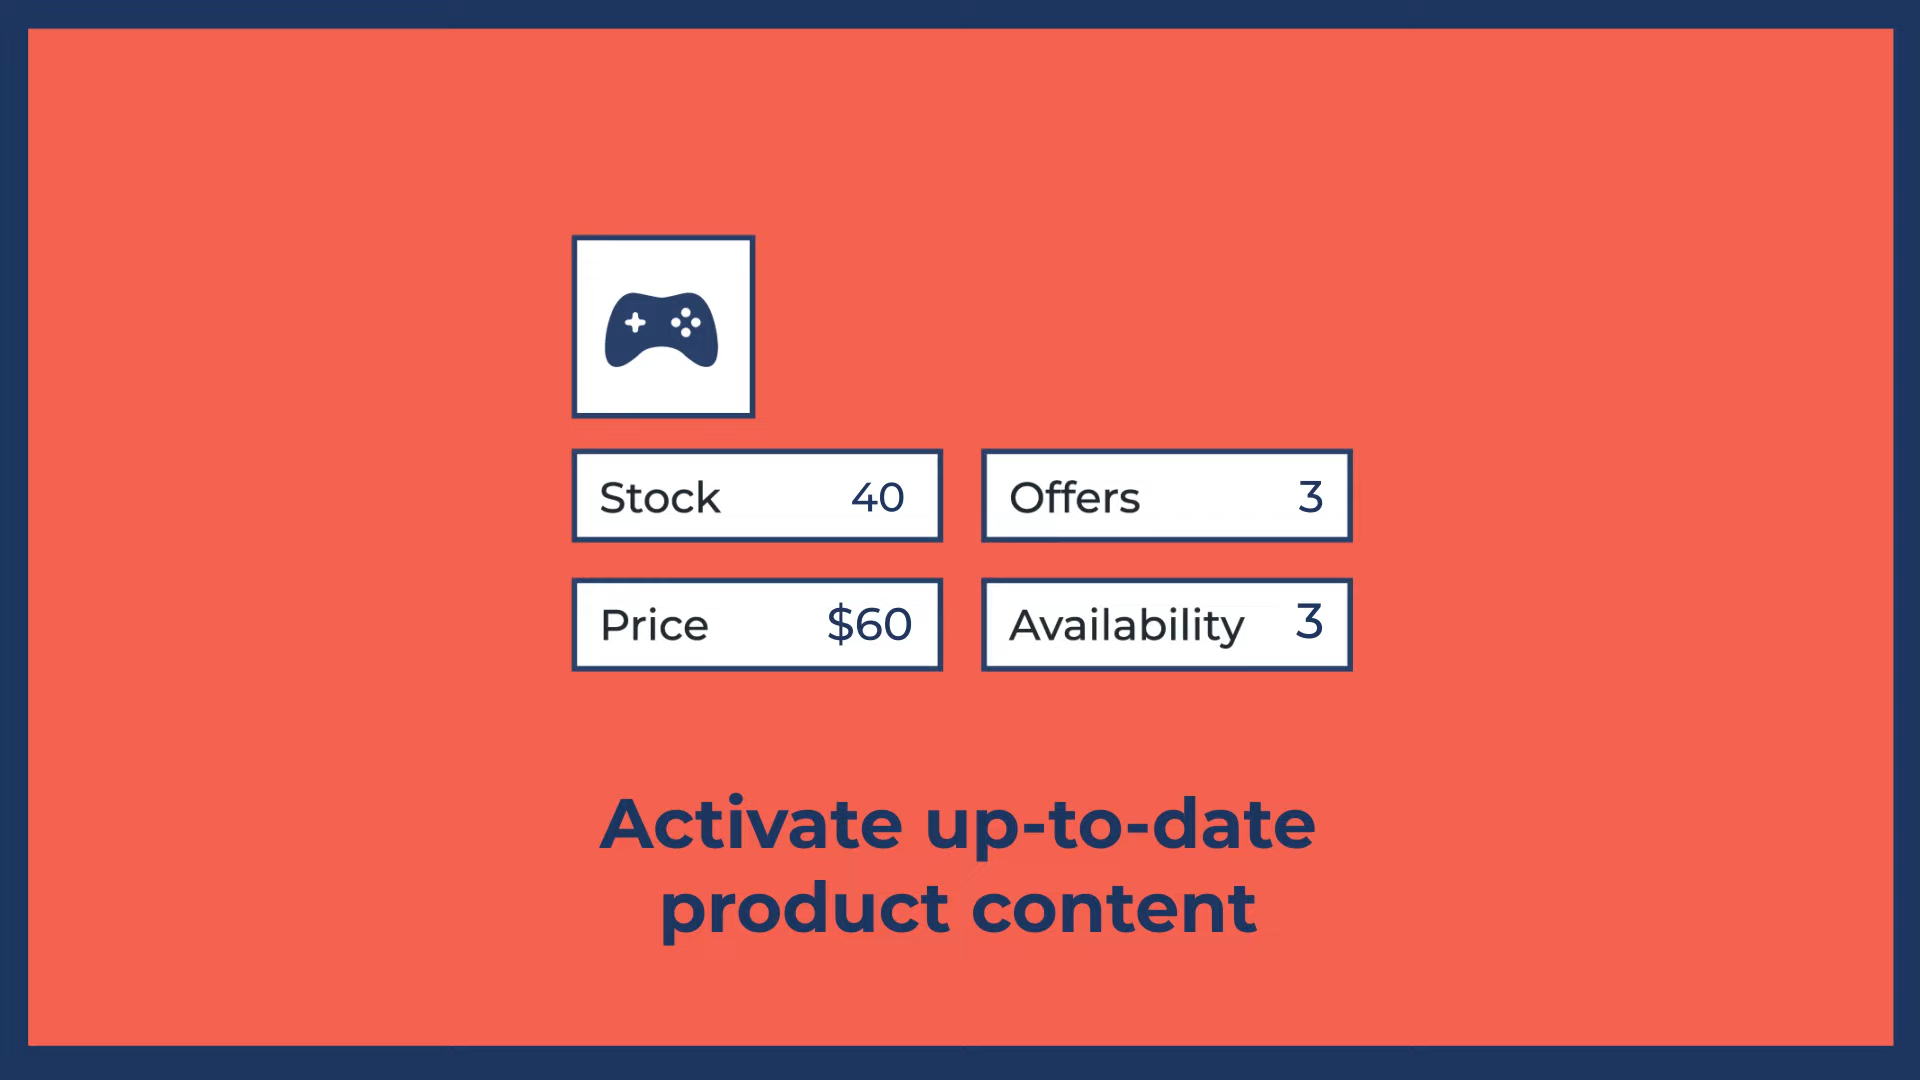 Stock 40
Offers 3
Price $60
Availability 3
Activate up-to-date
product content